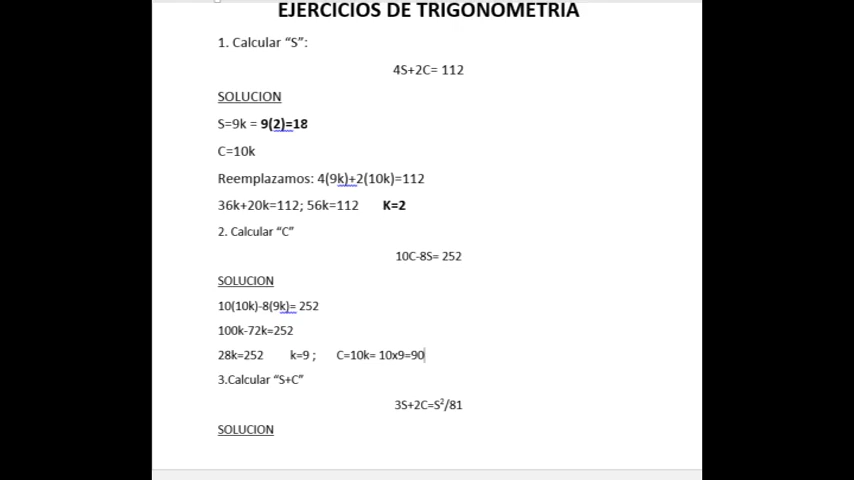 EJERCICIOS DE TRIGONOMETRIA
1. Calcular “S”:
4S+2C= 112
SOLUCION
S=9k = 9(2)=18
C=10k
Reemplazamos: 4(9k)+2(10k)=112
36k+20k=112; 56k=112 K=2
2. Calcular “C”
10C-8S= 252
SOLUCION
10(10k)-8(9k)= 252
100k-72k=252
28k=252 k=9 ; C=10k= 10x9=90
3.Calcular “S+C”
3S+2C=S²/81
SOLUCION